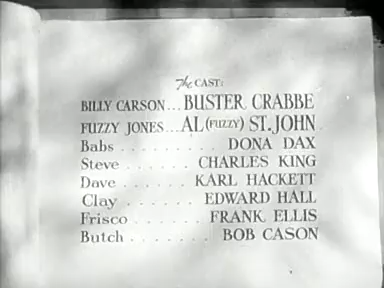 The CAST:
BILLY CARSON... BUSTER CRABBE
FUZZY JONES... AL (FUZZY) ST. JOHN
Babs ......... DONA DAX
Steve ....... CHARLES KING
Dave ...... KARL HACKETT
Clay ...... EDWARD HALL
Frisco ...... FRANK ELLIS
Butch ....... BOB CASON